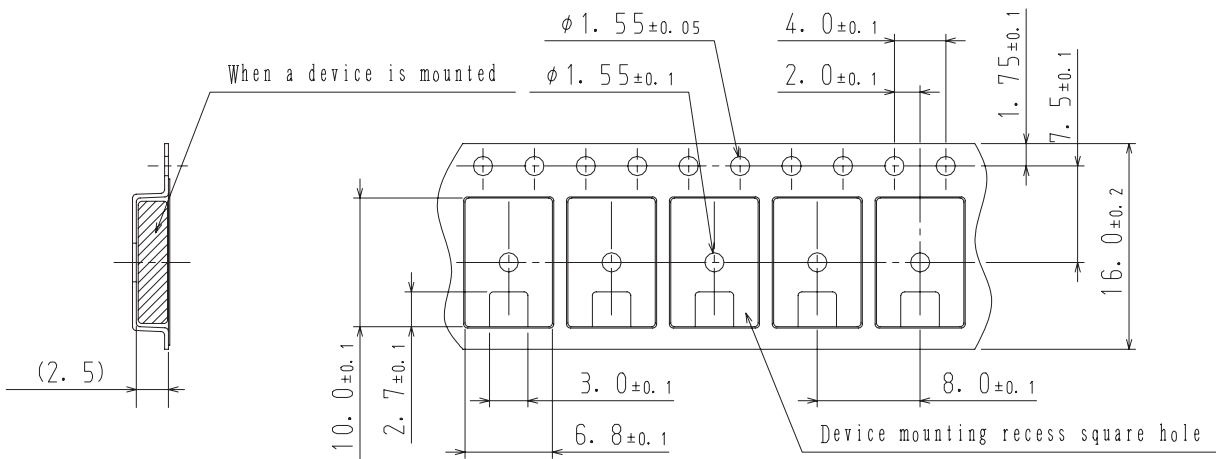 φ1.55±0.05
4.0±0.1
When a device is mounted
φ1.55±0.1
2.0±0.1
1.75±0.1
7.5±0.1
16.0±0.2
(2.5)
10.0±0.1
2.7±0.1
3.0±0.1
8.0±0.1
6.8±0.1
Device mounting recess square hole